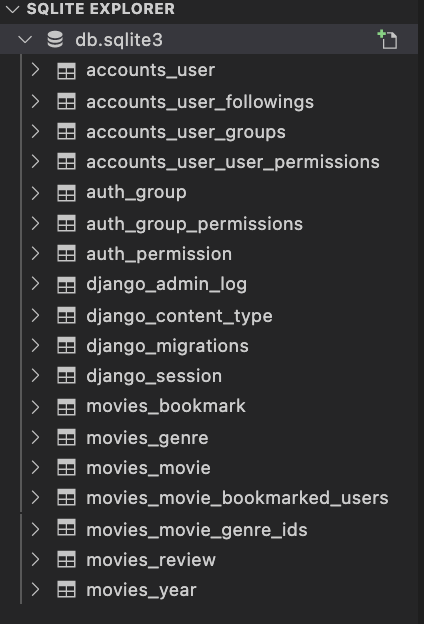 SQLITE EXPLORER
db.sqlite3
accounts_user
accounts_user_followings
accounts_user_groups
accounts_user_user_permissions
auth_group
auth_group_permissions
auth_permission
django_admin_log
django_content_type
django_migrations
django_session
movies_bookmark
movies_genre
movies_movie
movies_movie_bookmarked_users
movies_movie_genre_ids
movies_review
movies_year